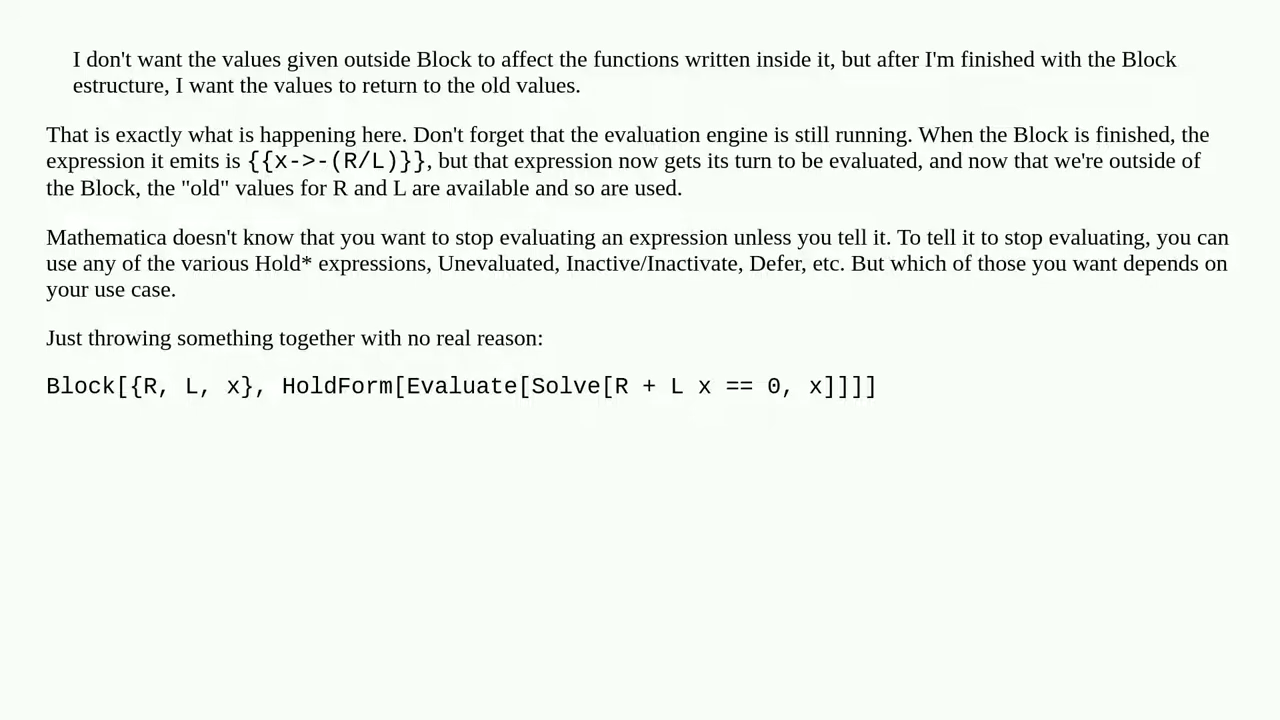 I don't want the values given outside Block to affect the functions written inside it, but after I'm finished with the Block
estructure, I want the values to return to the old values.
That is exactly what is happening here. Don't forget that the evaluation engine is still running. When the Block is finished, the
expression it emits is {{x->-(R/L)}}, but that expression now gets its turn to be evaluated, and now that we're outside of
the Block, the "old" values for R and L are available and so are used.
Mathematica doesn't know that you want to stop evaluating an expression unless you tell it. To tell it to stop evaluating, you can
use any of the various Hold* expressions, Unevaluated, Inactive/Inactivate, Defer, etc. But which of those you want depends on
your use case.
Just throwing something together with no real reason:
Block[{R, L, x}, HoldForm[Evaluate[Solve[R + L x == 0, x]]]]